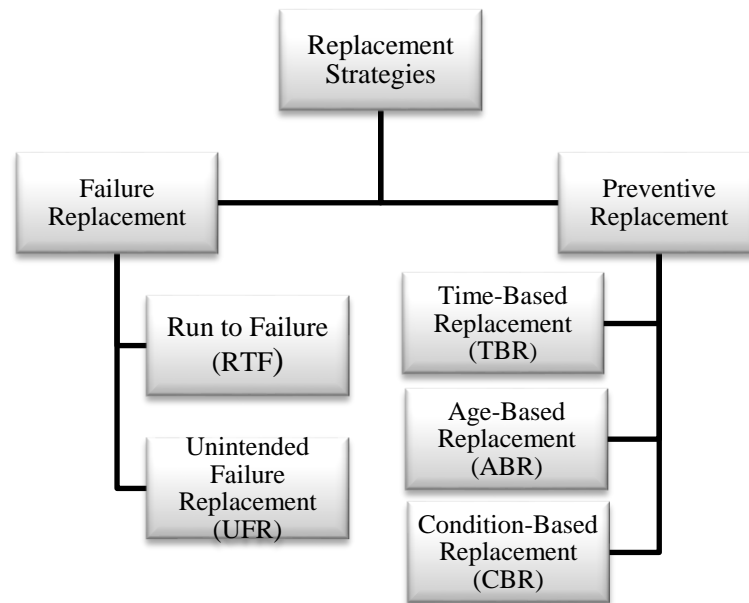 Replacement
Strategies
Failure
Replacement
Preventive
Replacement
Run to Failure
(RTF)
Unintended
Failure
Replacement
(UFR)
Time-Based
Replacement
(TBR)
Age-Based
Replacement
(ABR)
Condition-Based
Replacement
(CBR)